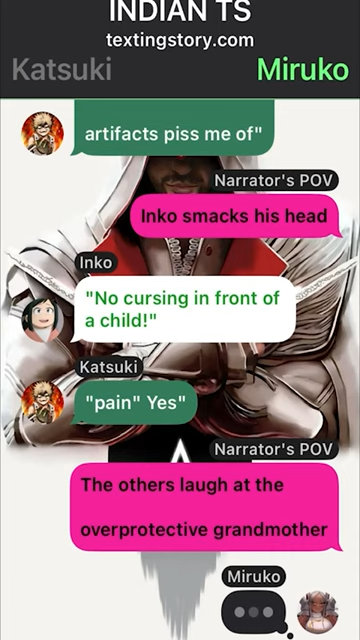 INDIAN TS
textingstory.com
Katsuki
Miruko
artifacts piss me of"
Narrator's POV
Inko smacks his head
Inko
"No cursing in front of
a child!"
Katsuki
"pain" Yes"
Narrator's POV
The others laugh at the
overprotective grandmother
Miruko